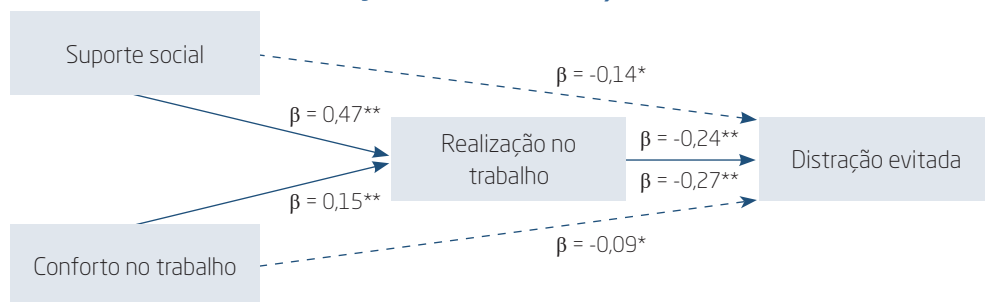 Suporte social
β = -0,14*
β = 0,47**
Realização no
trabalho
β = -0,24**
β = -0,27**
Distração evitada
β = 0,15**
Conforto no trabalho
β = -0,09*